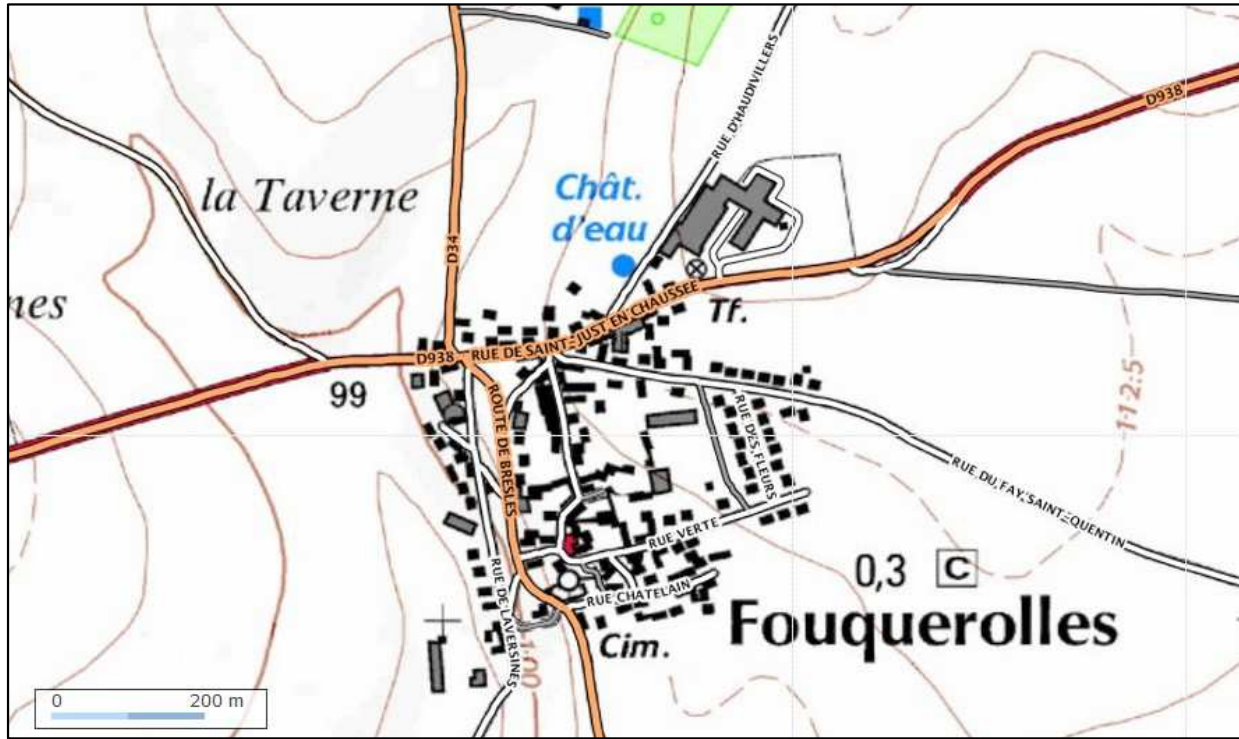 RUE D'HAUDIVILLERS
D938
la Taverne
Chât.
d'eau
D34
nes
Tf.
D938
RUE DE SAINT-JUST EN CHAUSSEE
99
112:5
ROUTE DE BRESLES
RUE DES FLEURS
RUE DU FAY SAINT-QUENTIN
RUE VERTE
0,3 C
RUE CHATELAIN
RUE DE LAVERSINES
Fouquerolles
Cim.
100
0 200 m